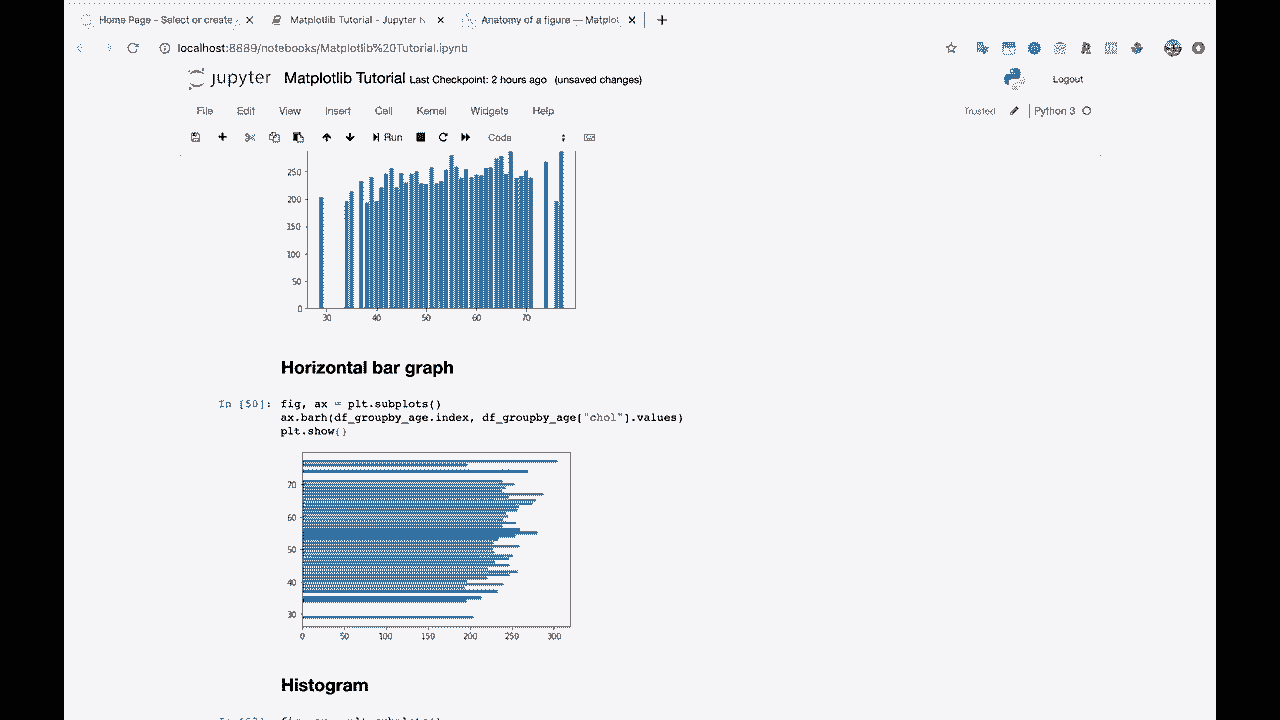 Home Page - Select or create
Matplotlib Tutorial - Jupyter N
Anatomy of a figure — Matplot
localhost:8889/notebooks/Matplotlib%20Tutorial.ipynb
jupyter Matplotlib Tutorial Last Checkpoint: 2 hours ago (unsaved changes)
Logout
File Edit View Insert Cell Kernel Widgets Help
Trusted
Python 3
Run
Code
250
200
150
100
50
0
30 40 50 60 70
Horizontal bar graph
In [50]: fig, ax = plt.subplots()
ax.barh(df_groupby_age.index, df_groupby_age["chol"].values)
plt.show()
70
60
50
40
30
0 50 100 150 200 250 300
Histogram